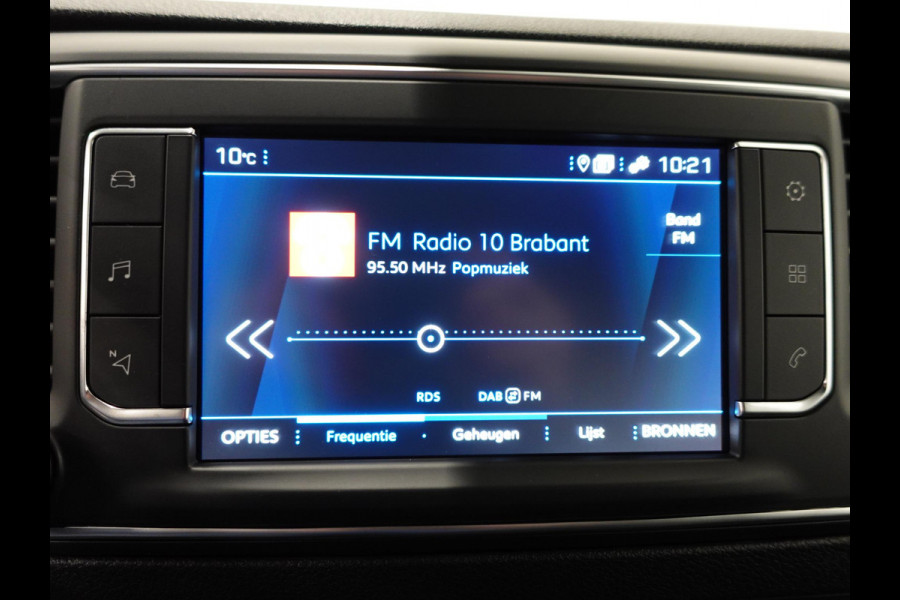 10°C
10:21
Band
FM
FM Radio 10 Brabant
95.50 MHz Popmuziek
RDS DAB FM
OPTIES Frequentie Geheugen Lijst BRONNEN
N